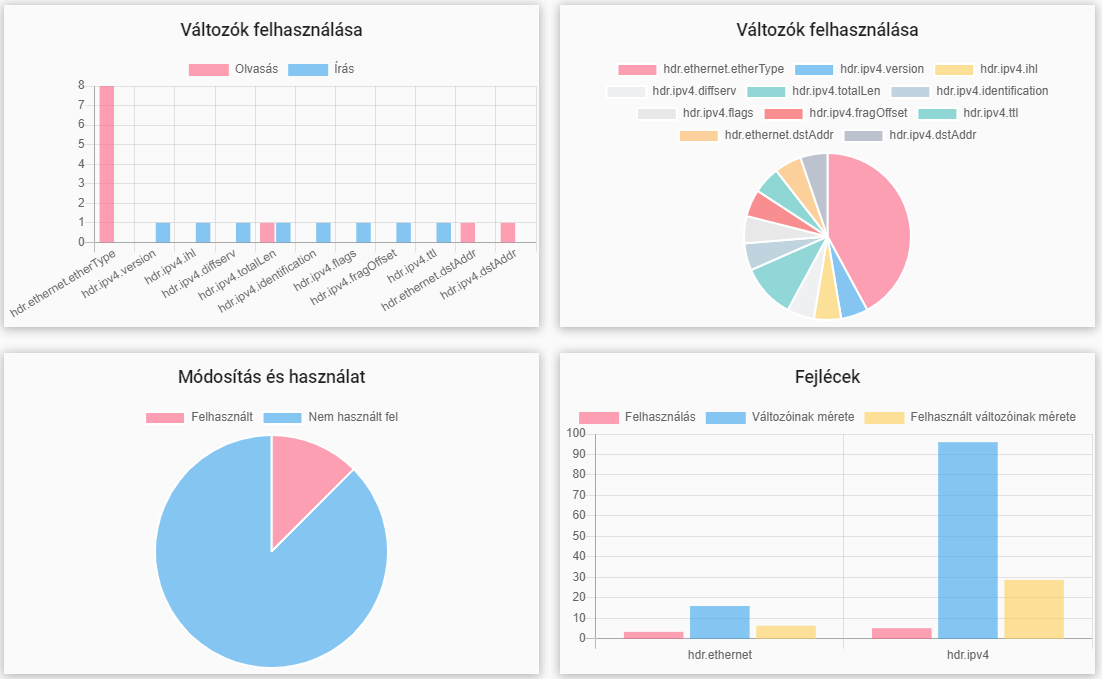 Változók felhasználása
Olvasás Írás
8
7
6
5
4
3
2
1
0
hdr.ethernet.etherType hdr.ipv4.version hdr.ipv4.ihl hdr.ipv4.diffserv hdr.ipv4.totalLen hdr.ipv4.identification hdr.ipv4.flags hdr.ipv4.fragOffset hdr.ipv4.ttl hdr.ethernet.dstAddr hdr.ipv4.dstAddr
Változók felhasználása
hdr.ethernet.etherType hdr.ipv4.version hdr.ipv4.ihl
hdr.ipv4.diffserv hdr.ipv4.totalLen hdr.ipv4.identification
hdr.ipv4.flags hdr.ipv4.fragOffset hdr.ipv4.ttl
hdr.ethernet.dstAddr hdr.ipv4.dstAddr
Módosítás és használat
Felhasznált Nem használt fel
Fejlécek
Felhasználás Változóinak mérete Felhasznált változóinak mérete
100
90
80
70
60
50
40
30
20
10
0
hdr.ethernet hdr.ipv4